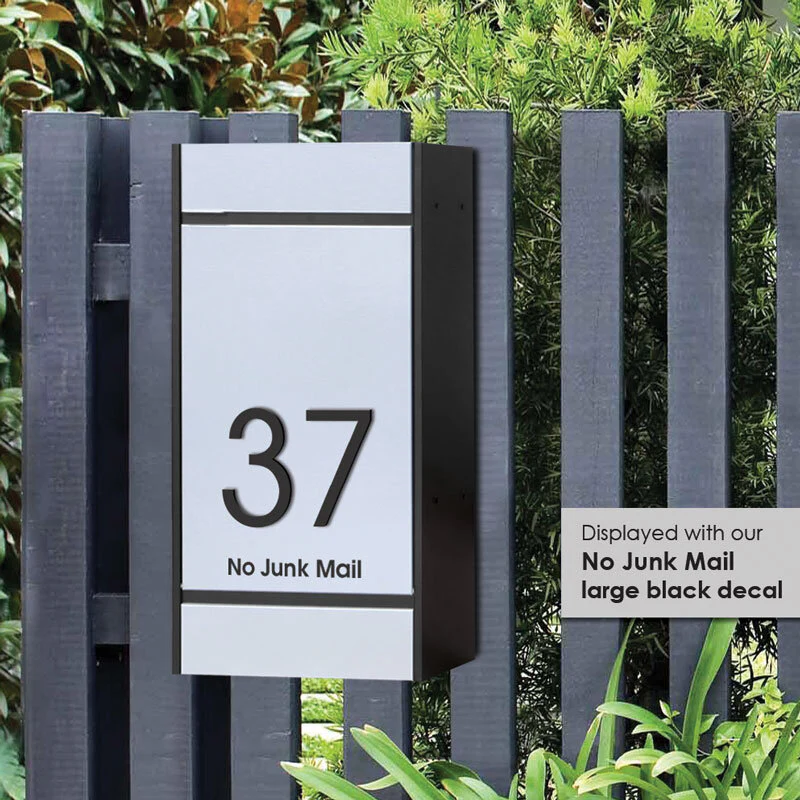 37
No Junk Mail
Displayed with our
No Junk Mail
large black decal